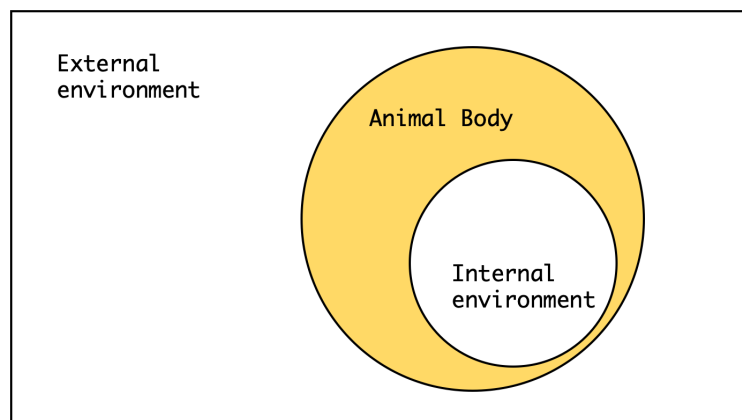 External
environment
Animal Body
Internal
environment